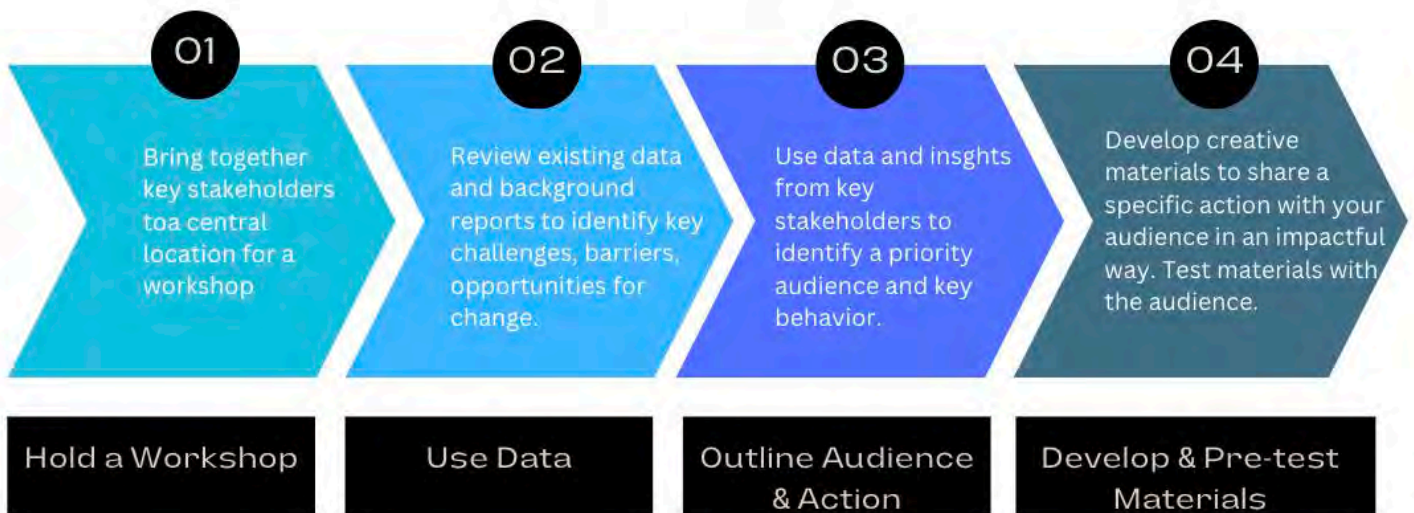 01
Bring together
key stakeholders
toa central
location for a
workshop
02
Review existing data
and background
reports to identify key
challenges, barriers,
opportunities for
change.
03
Use data and insghts
from key
stakeholders to
identify a priority
audience and key
behavior.
04
Develop creative
materials to share a
specific action with your
audience in an impactful
way. Test materials with
the audience.
Hold a Workshop
Use Data
Outline Audience
& Action
Develop & Pre-test
Materials